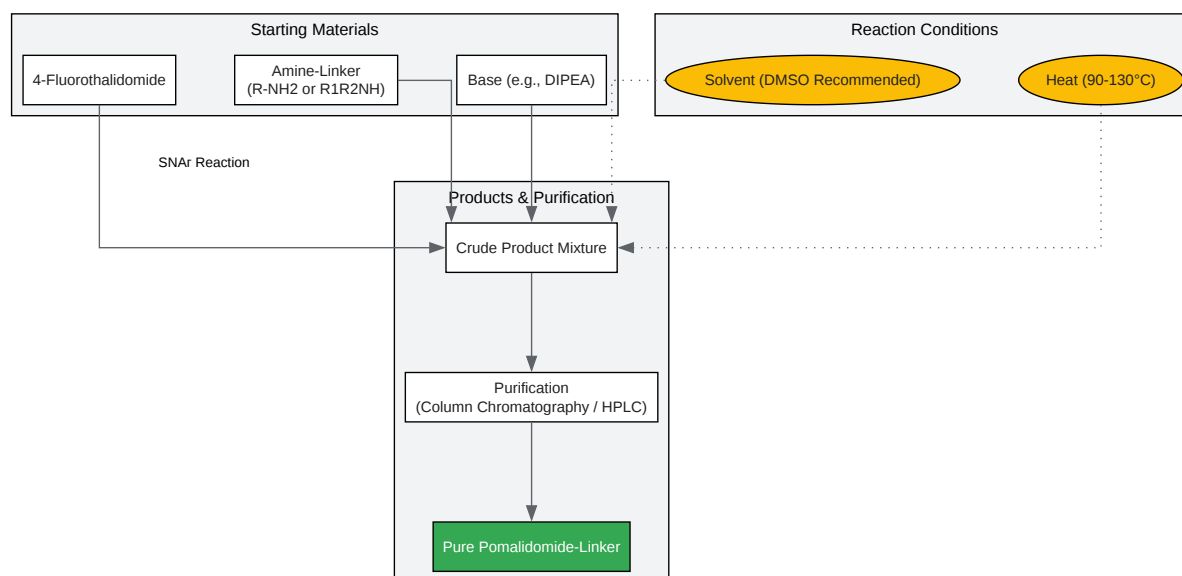 Starting Materials
Reaction Conditions
4-Fluorothalidomide
Amine-Linker
(R-NH2 or R1R2NH)
Base (e.g., DIPEA)
Solvent (DMSO Recommended)
Heat (90-130°C)
SNAr Reaction
Products & Purification
Crude Product Mixture
Purification
(Column Chromatography / HPLC)
Pure Pomalidomide-Linker